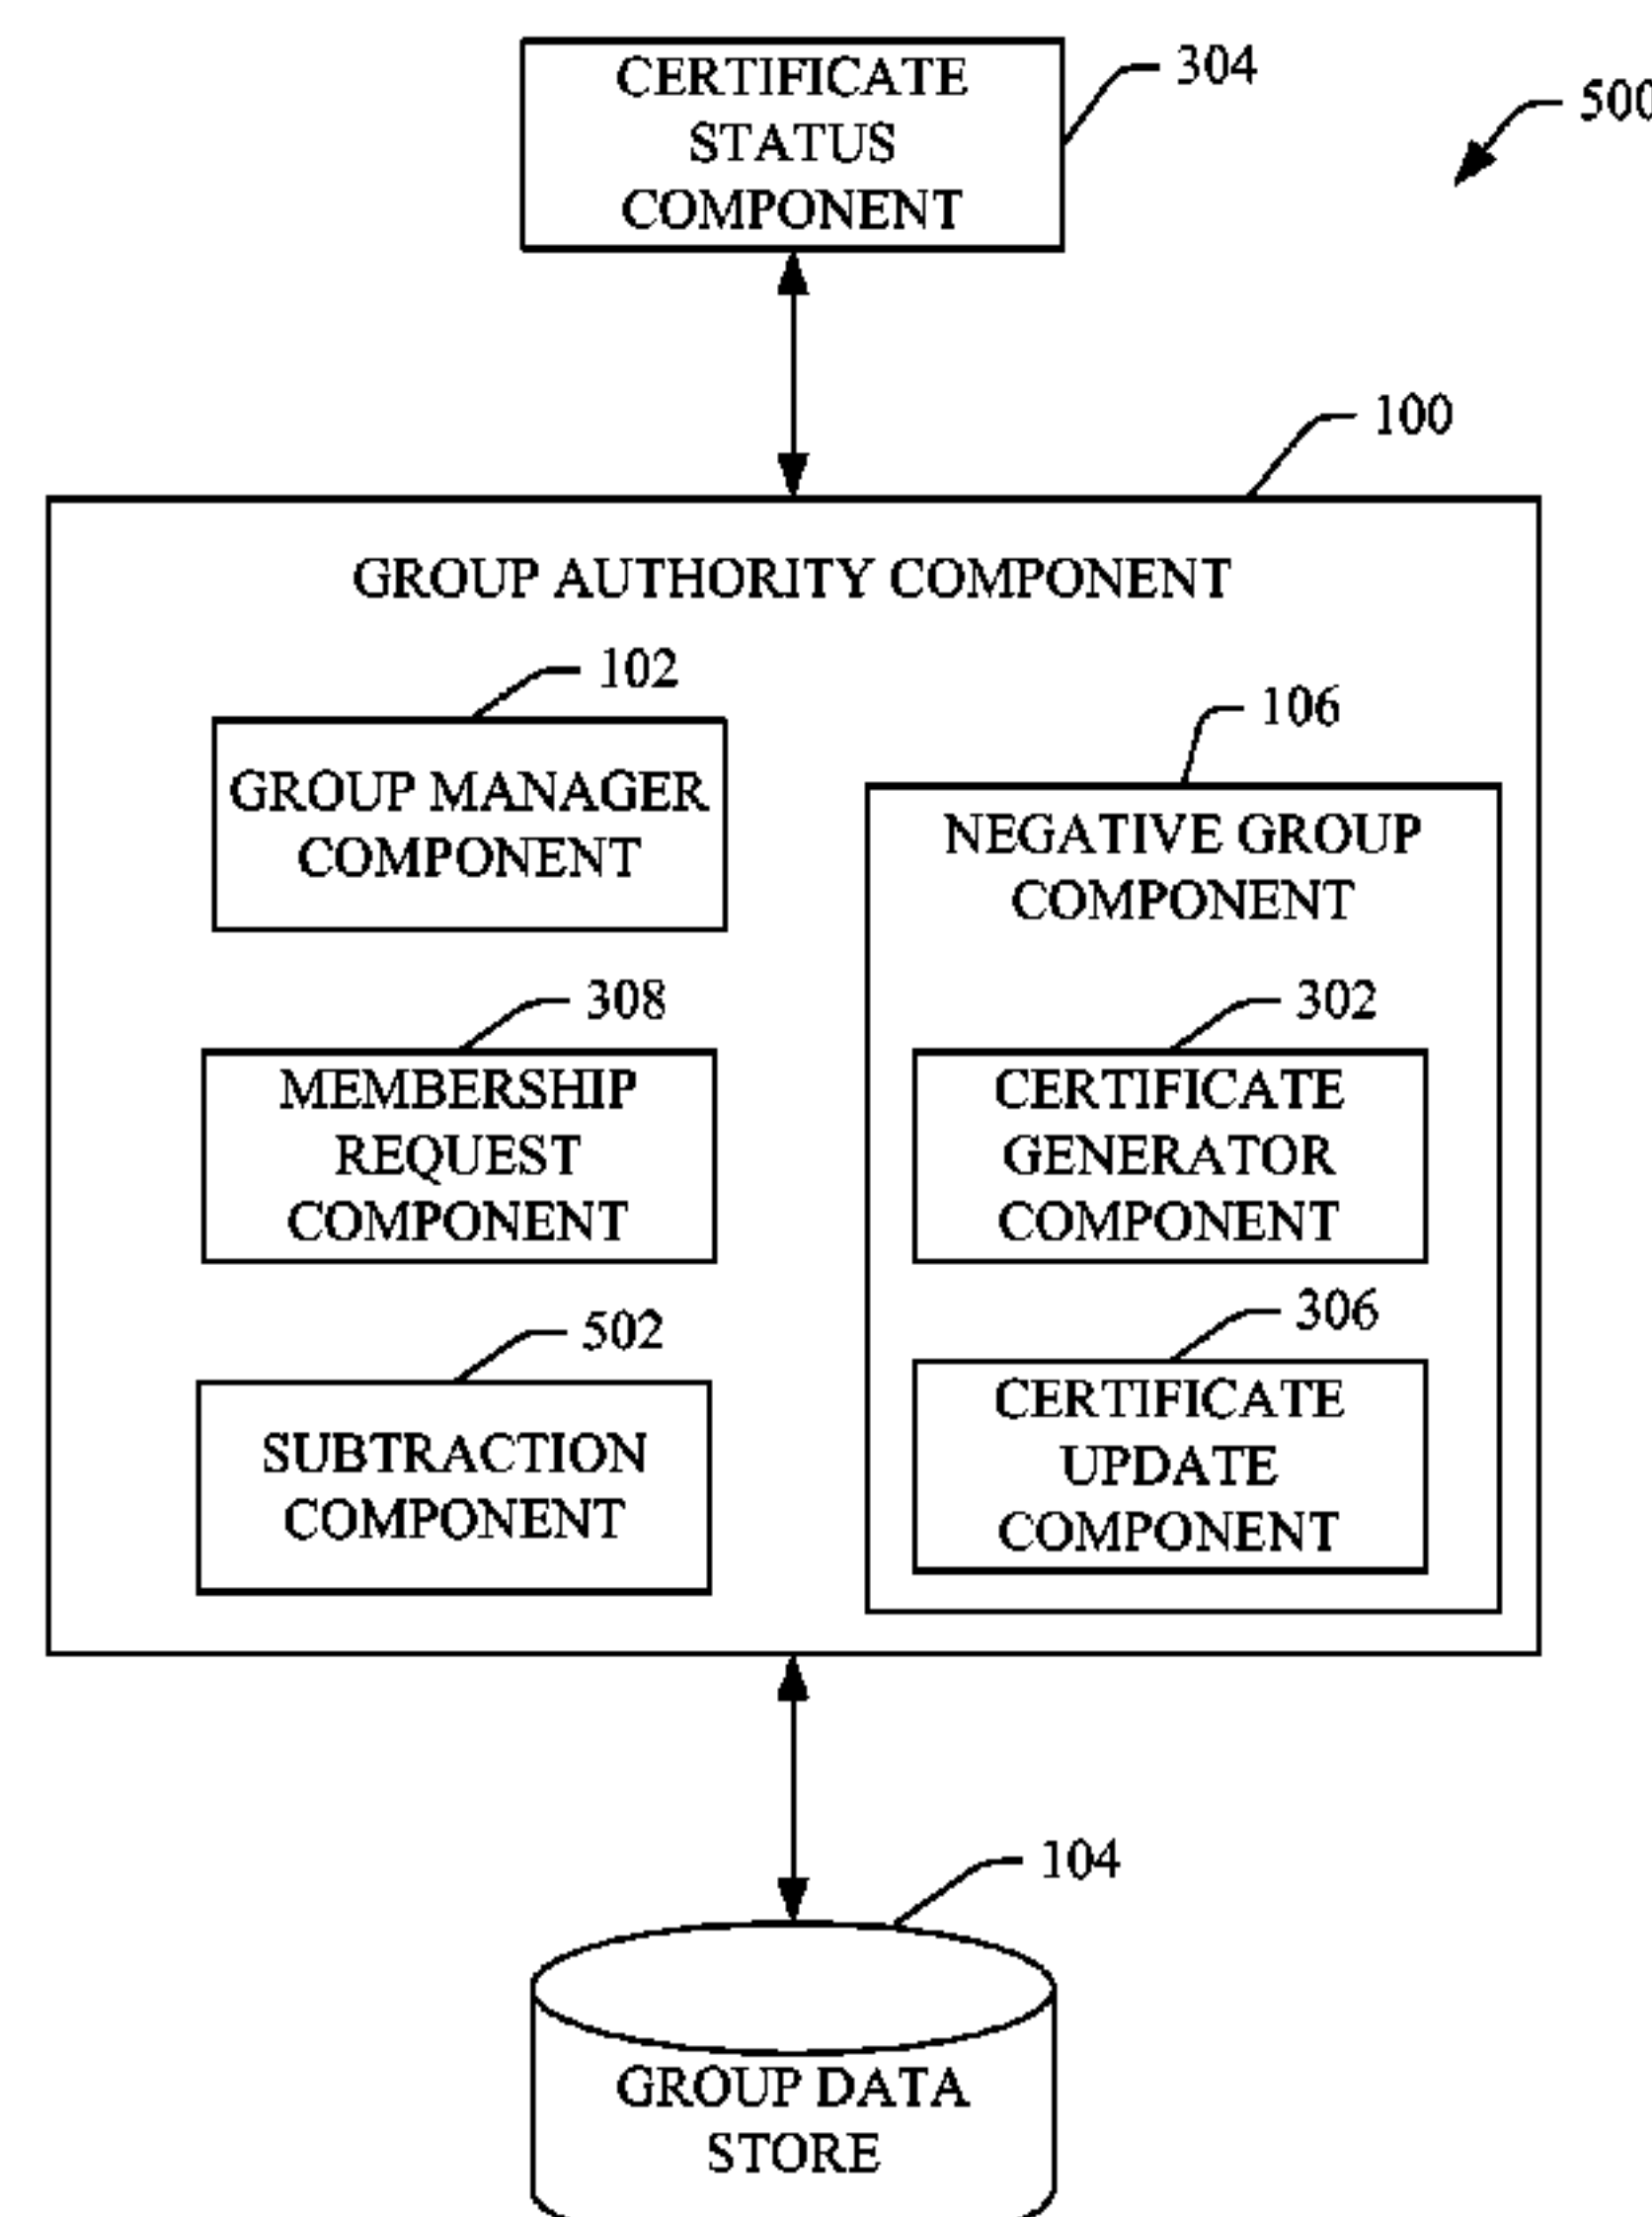 CERTIFICATE
STATUS
COMPONENT
304
500
100
GROUP AUTHORITY COMPONENT
102
GROUP MANAGER
COMPONENT
106
NEGATIVE GROUP
COMPONENT
308
MEMBERSHIP
REQUEST
COMPONENT
302
CERTIFICATE
GENERATOR
COMPONENT
502
SUBTRACTION
COMPONENT
306
CERTIFICATE
UPDATE
COMPONENT
104
GROUP DATA
STORE